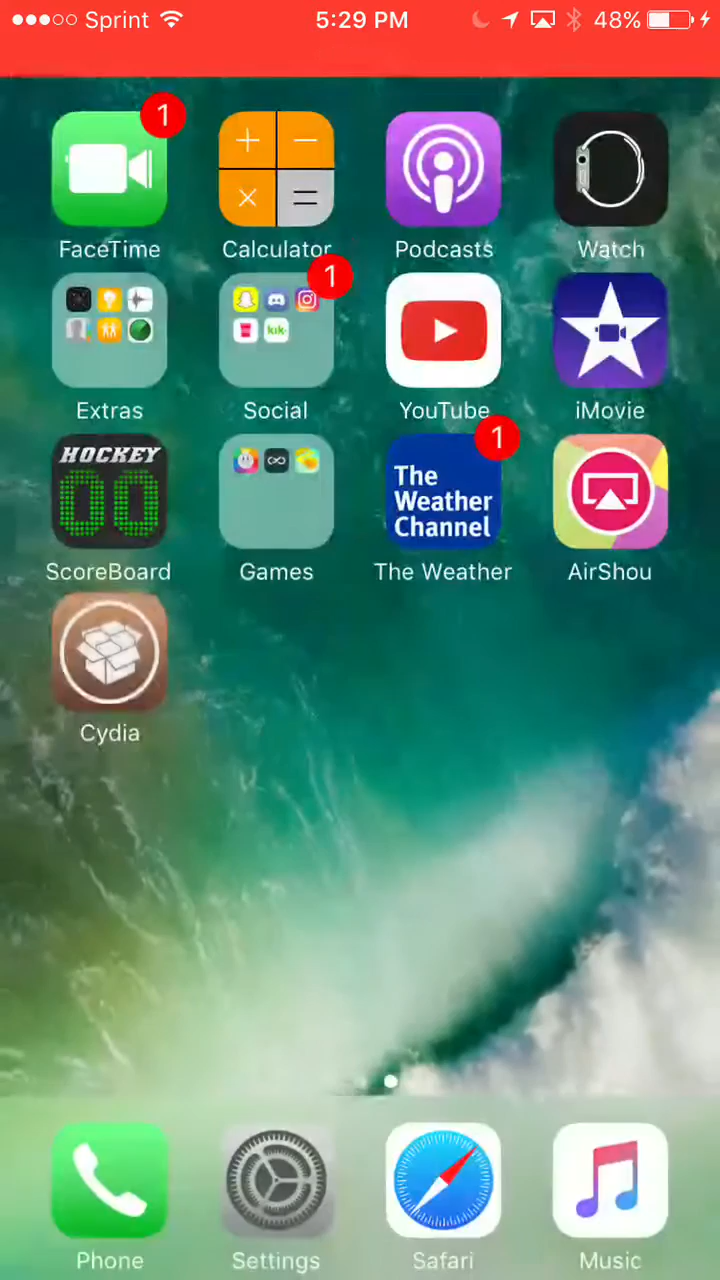 Sprint 5:29 PM 48%
1
FaceTime Calculator Podcasts Watch
1
kik
Extras Social YouTube iMovie
1
HOCKEY
00
The
Weather
Channel
ScoreBoard Games The Weather AirShou
Cydia
Phone Settings Safari Music